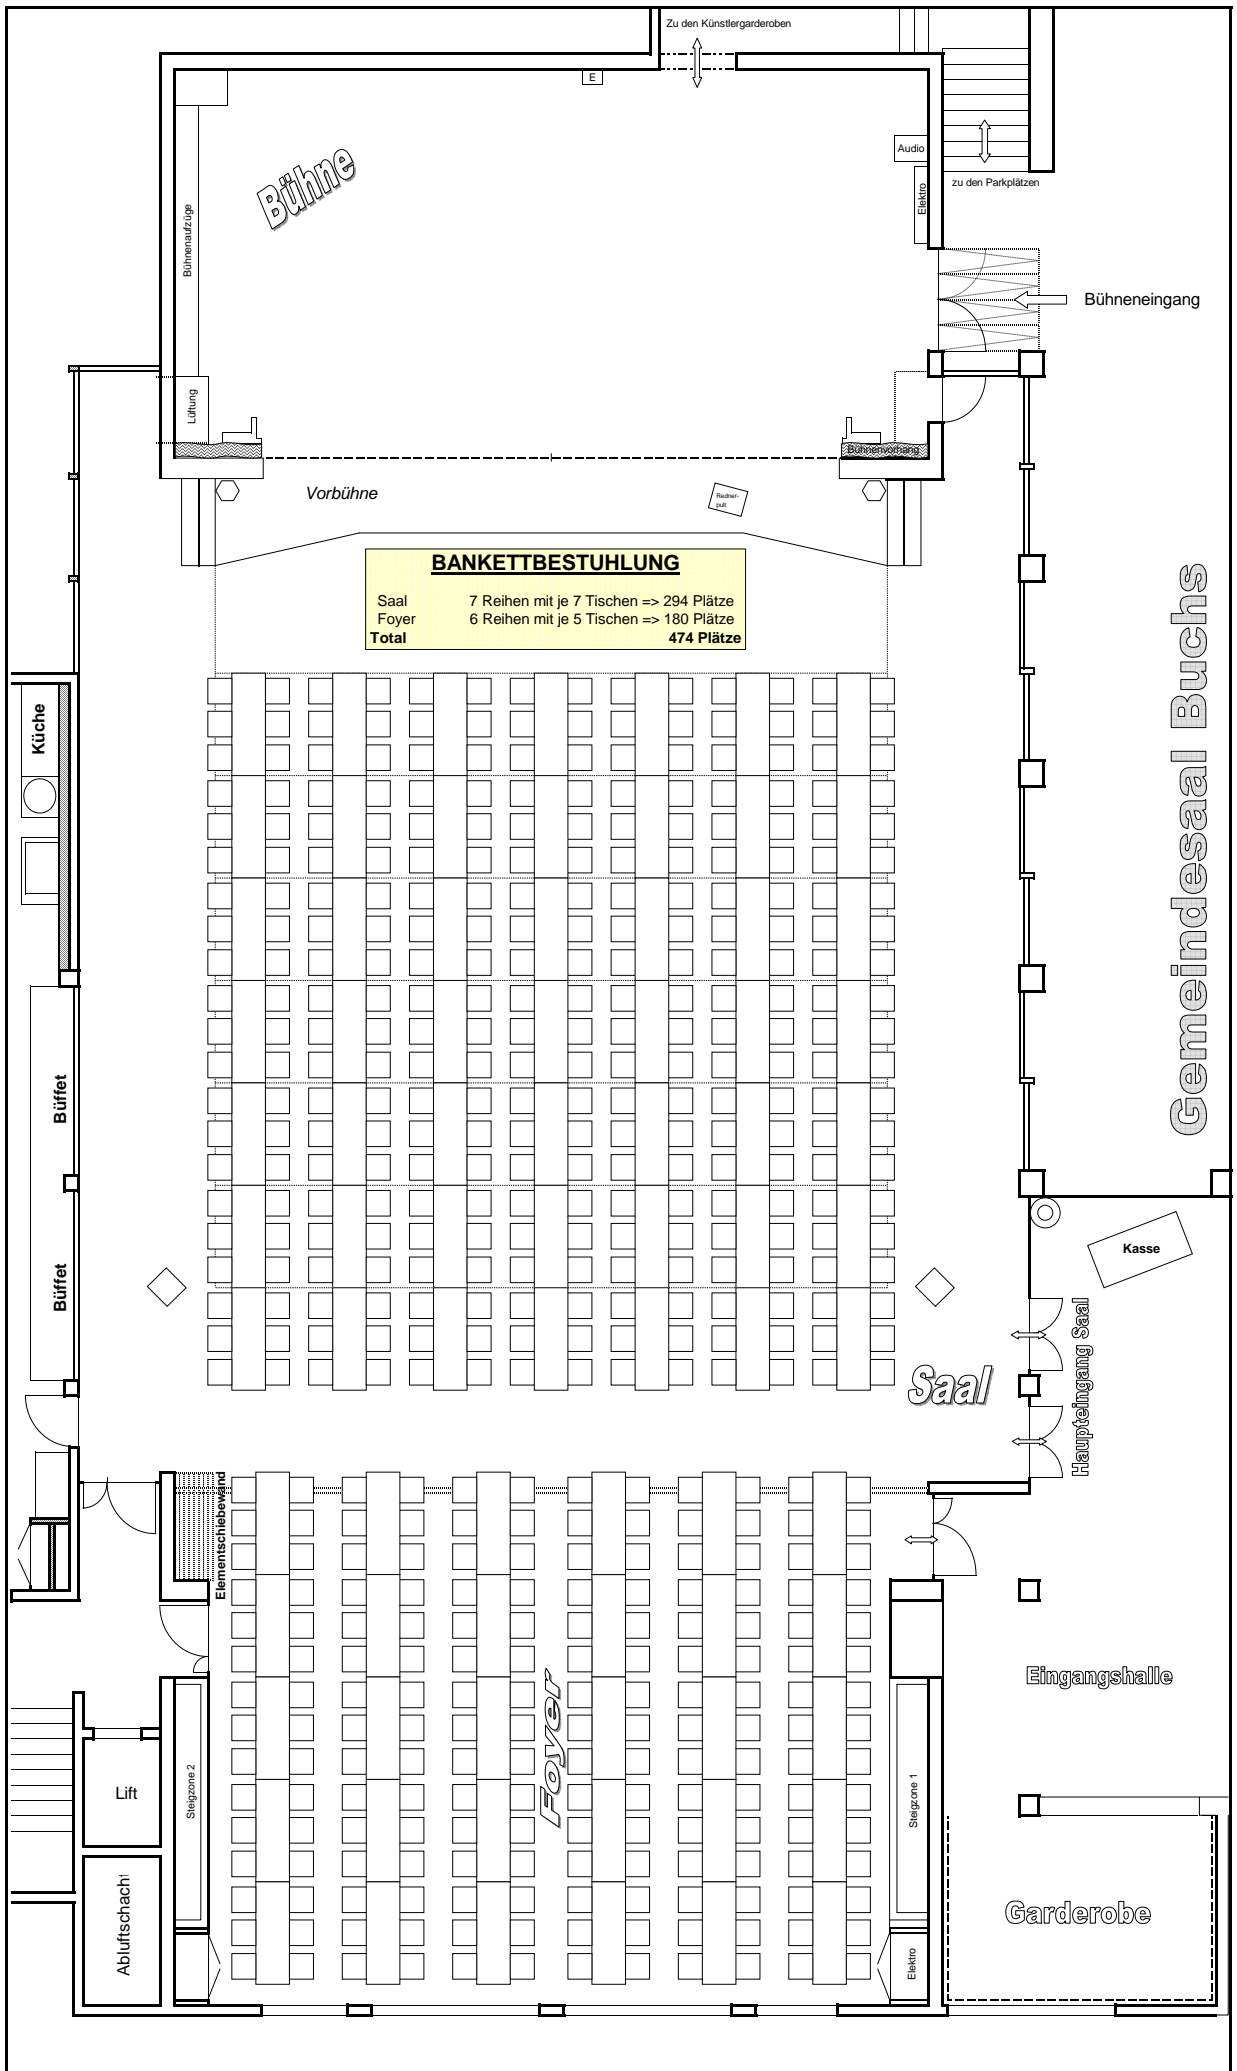 Zu den Künstlergarderoben
E
Audio
Elektro
zu den Parkplätzen
Bühne
Bühnenaufzüge
Bühneneingang
Lüftung
Bühnenvorhang
Vorbühne
Redner-
pult
BANKETTBESTUHLUNG
Saal 7 Reihen mit je 7 Tischen => 294 Plätze
Foyer 6 Reihen mit je 5 Tischen => 180 Plätze
Total 474 Plätze
Gemeindesaal Buchs
Küche
Büffet
Büffet
Kasse
Haupteingang Saal
Saal
Elementschiebewand
Foyer
Eingangshalle
Lift
Steigzone 2
Steigzone 1
Abluftschacht
Elektro
Garderobe